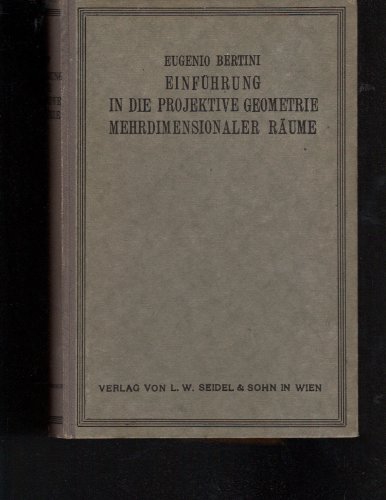 EUGENIO BERTINI
EINFÜHRUNG
IN DIE PROJEKTIVE GEOMETRIE
MEHRDIMENSIONALER RÄUME
VERLAG VON L. W. SEIDEL & SOHN IN WIEN